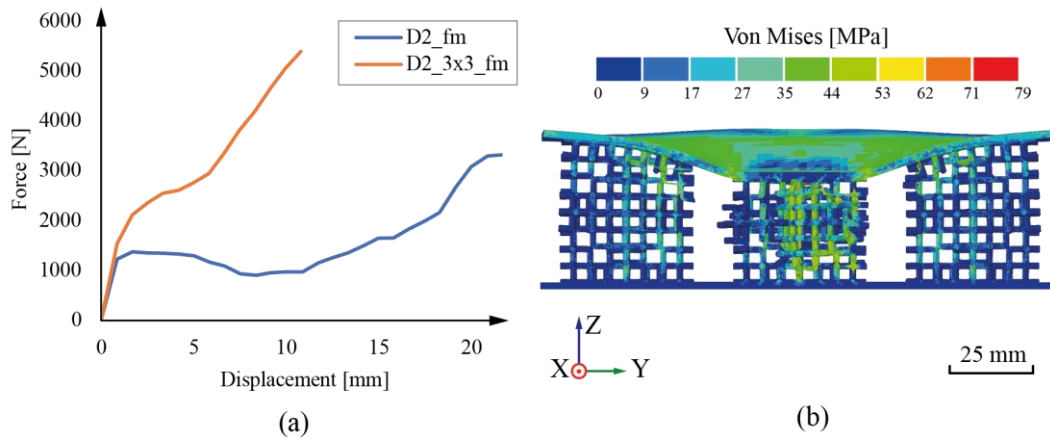 6000
5000
4000
3000
2000
1000
0
Force [N]
D2_fm
D2_3x3_fm
0 5 10 15 20
Displacement [mm]
(a)
Von Mises [MPa]
0 9 17 27 35 44 53 62 71 79
Z
X Y
25 mm
(b)